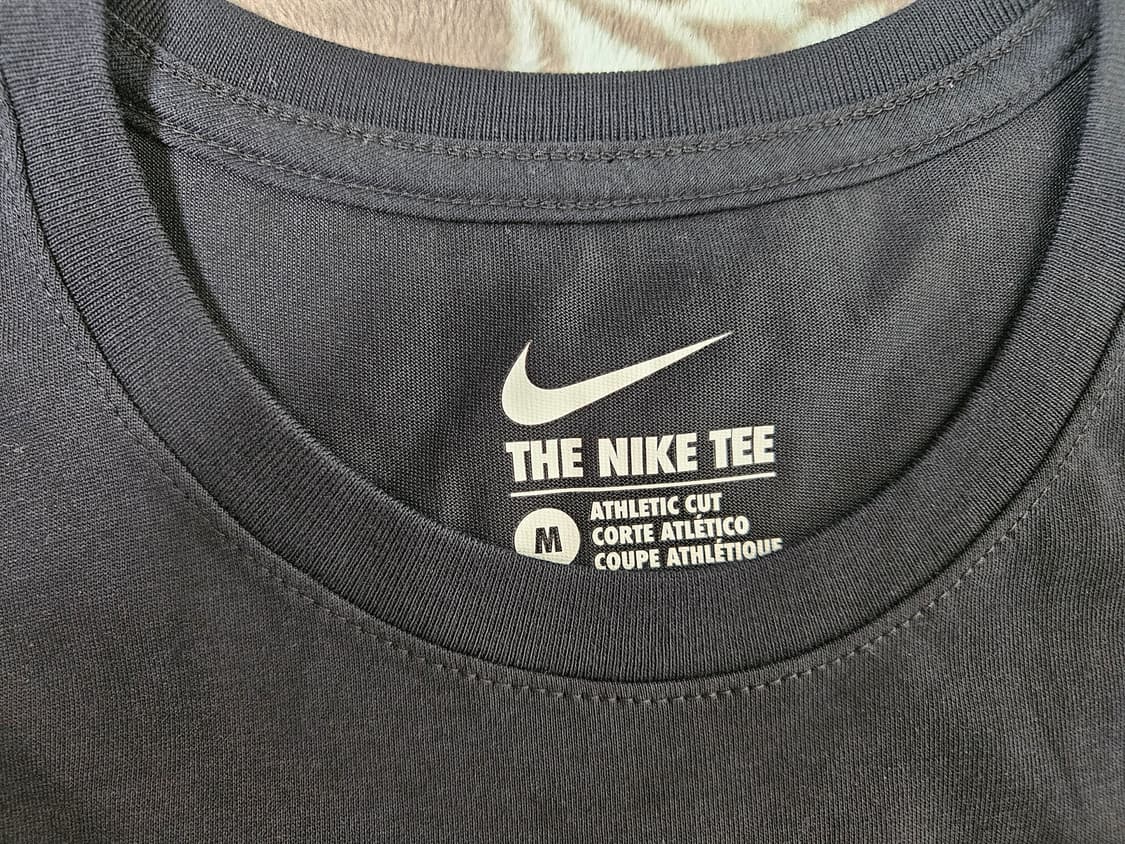 THE NIKE TEE
M
ATHLETIC CUT
CORTE ATLÉTICO
COUPE ATHLÉTIQUE